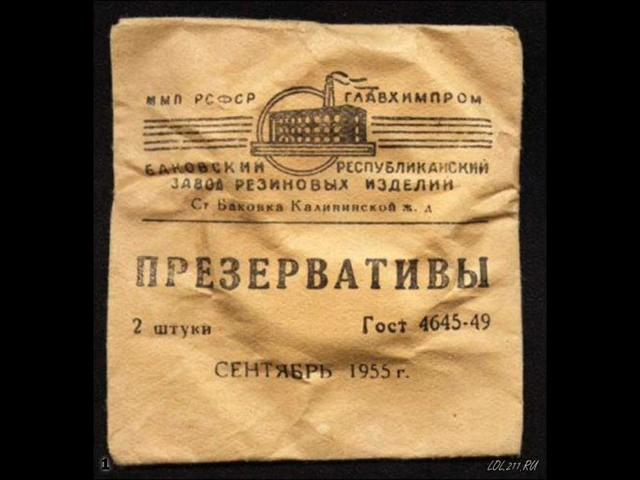 ММП РСФСР ГЛАВХИМПРОМ
БАКОВСКИЙ РЕСПУБЛИКАНСКИЙ
ЗАВОД РЕЗИНОВЫХ ИЗДЕЛИЙ
Ст Баковка Калининской ж. д
ПРЕЗЕРВАТИВЫ
2 штуки Гост 4645-49
СЕНТЯБРЬ 1955 г.
1 LOL.211.RU